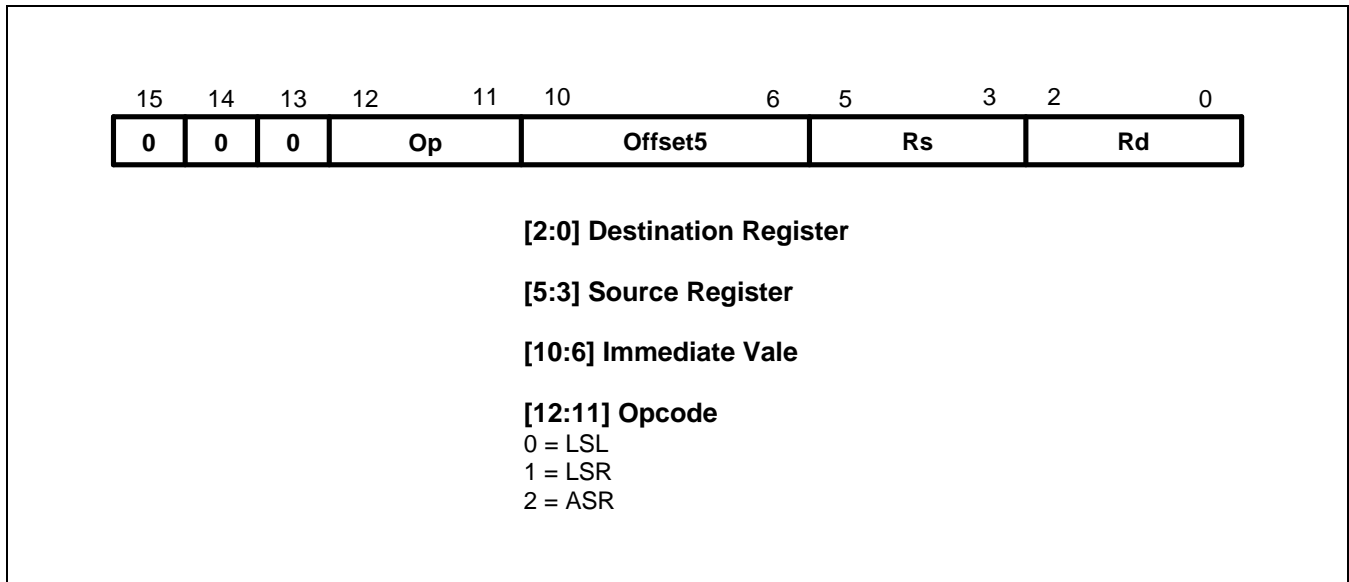 15 14 13 12 11 10 6 5 3 2 0
0 0 0 Op Offset5 Rs Rd
[2:0] Destination Register
[5:3] Source Register
[10:6] Immediate Vale
[12:11] Opcode
0 = LSL
1 = LSR
2 = ASR